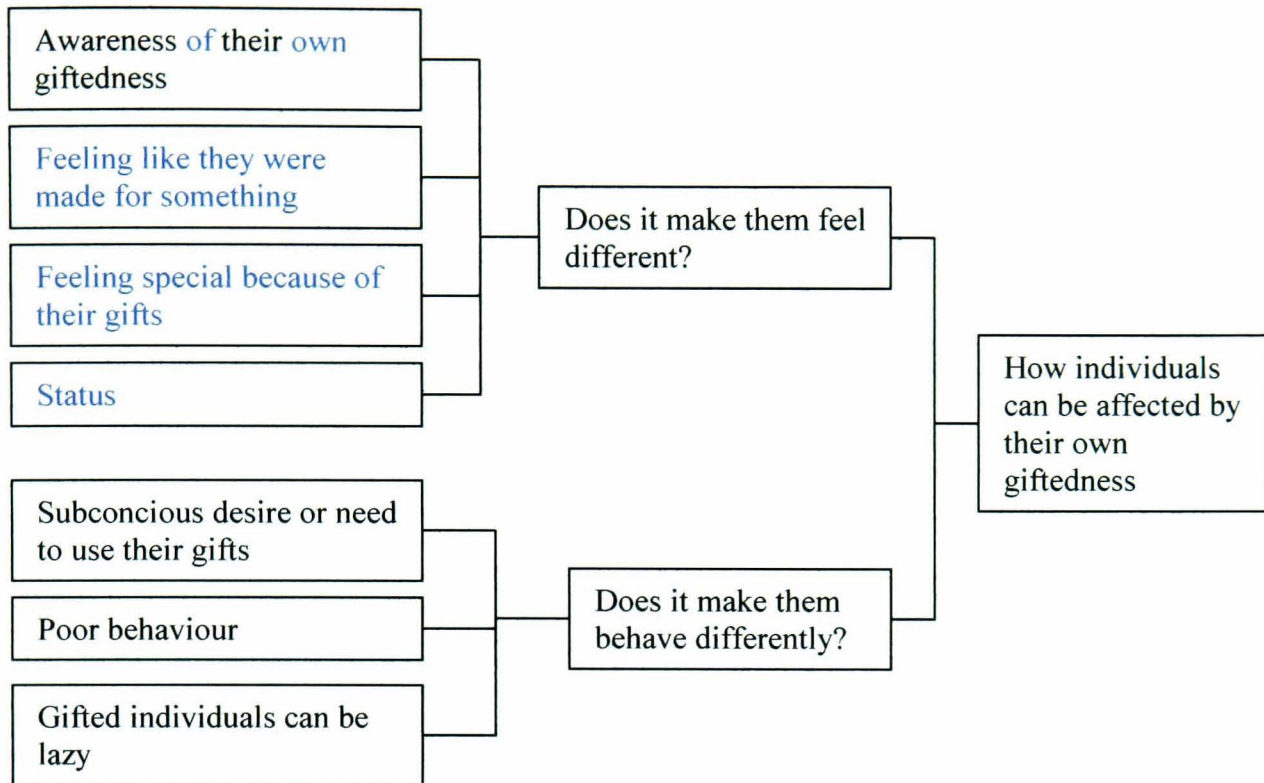 Awareness of their own
giftedness
Feeling like they were
made for something
Feeling special because of
their gifts
Status
Does it make them feel
different?
Subconcious desire or need
to use their gifts
Poor behaviour
Gifted individuals can be
lazy
Does it make them
behave differently?
How individuals
can be affected by
their own
giftedness